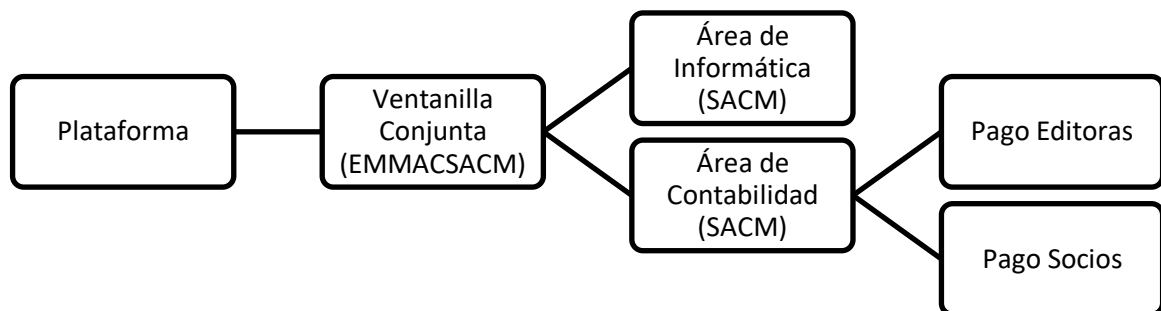 Plataforma
Ventanilla
Conjunta
(EMMACSACM)
Área de
Informática
(SACM)
Área de
Contabilidad
(SACM)
Pago Editoras
Pago Socios